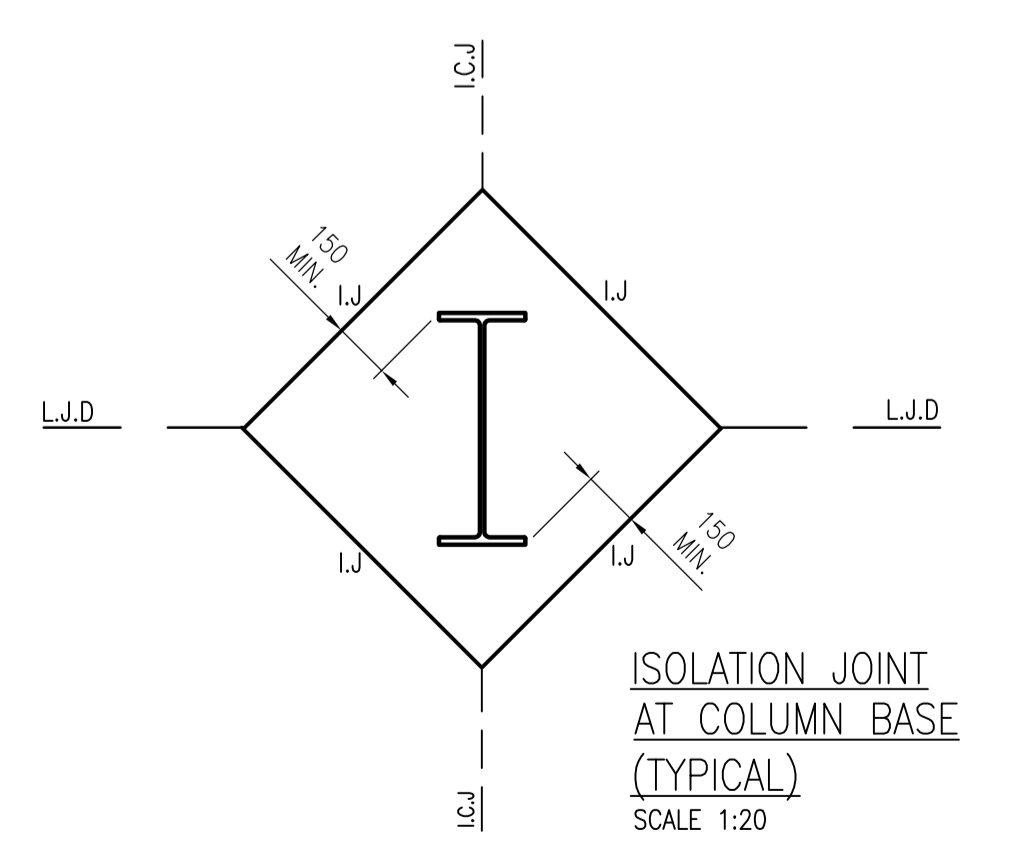 I.C.J
150
MIN.
I.J
I.J
L.J.D
L.J.D
150
MIN.
I.J
I.J
I.C.J
ISOLATION JOINT
AT COLUMN BASE
(TYPICAL)
SCALE 1:20